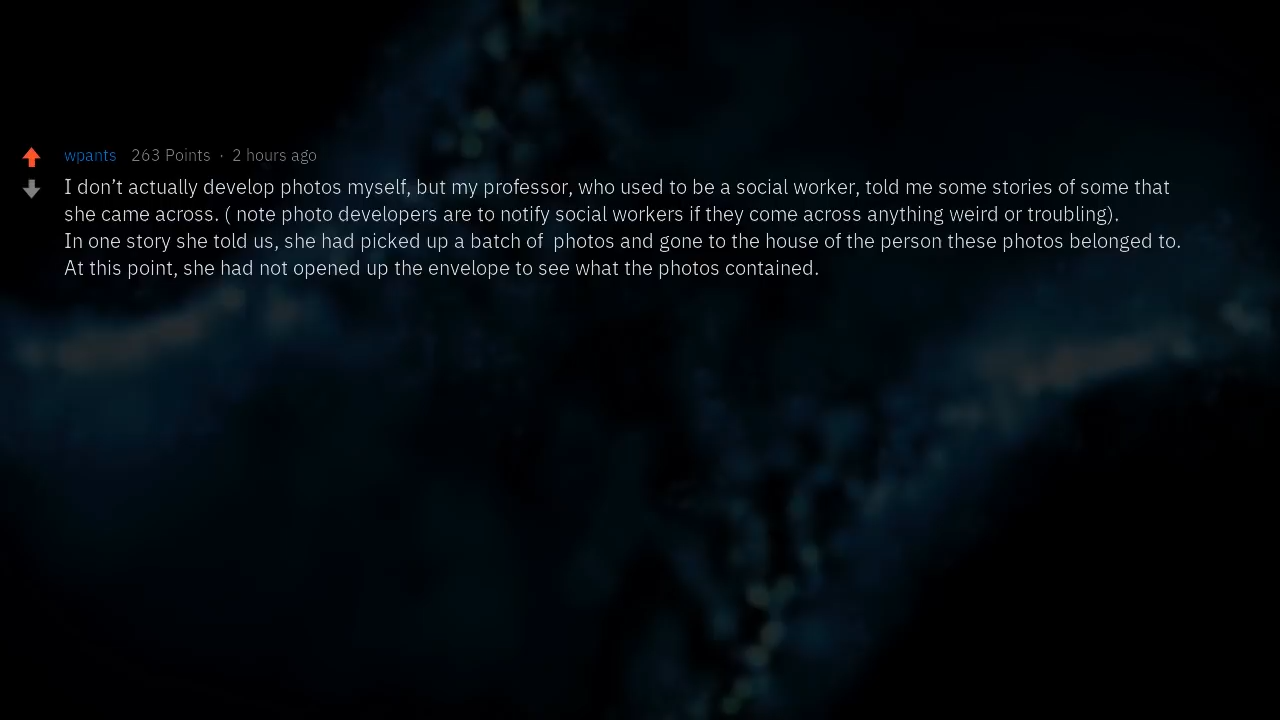 wpants 263 Points · 2 hours ago
I don’t actually develop photos myself, but my professor, who used to be a social worker, told me some stories of some that
she came across. ( note photo developers are to notify social workers if they come across anything weird or troubling).
In one story she told us, she had picked up a batch of  photos and gone to the house of the person these photos belonged to.
At this point, she had not opened up the envelope to see what the photos contained.